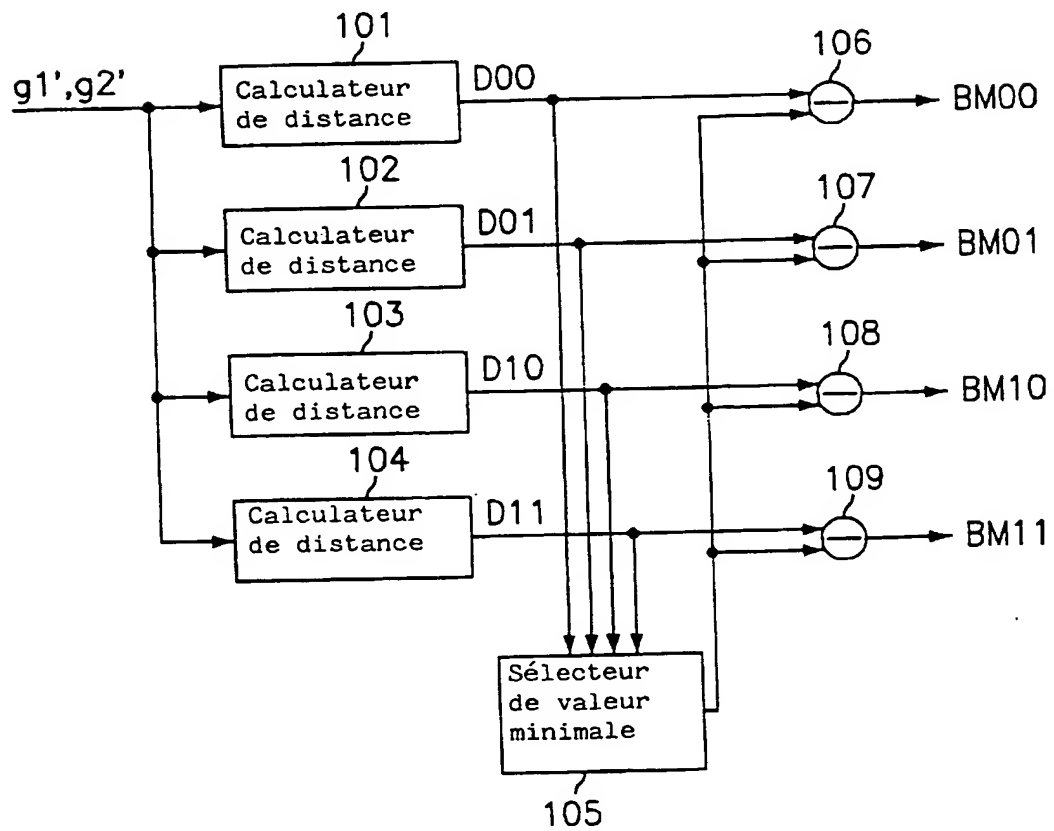 101
g1',g2'
Calculateur
de distance
D00
106
BM00
102
Calculateur
de distance
D01
107
BM01
103
Calculateur
de distance
D10
108
BM10
104
Calculateur
de distance
D11
109
BM11
Sélecteur
de valeur
minimale
105